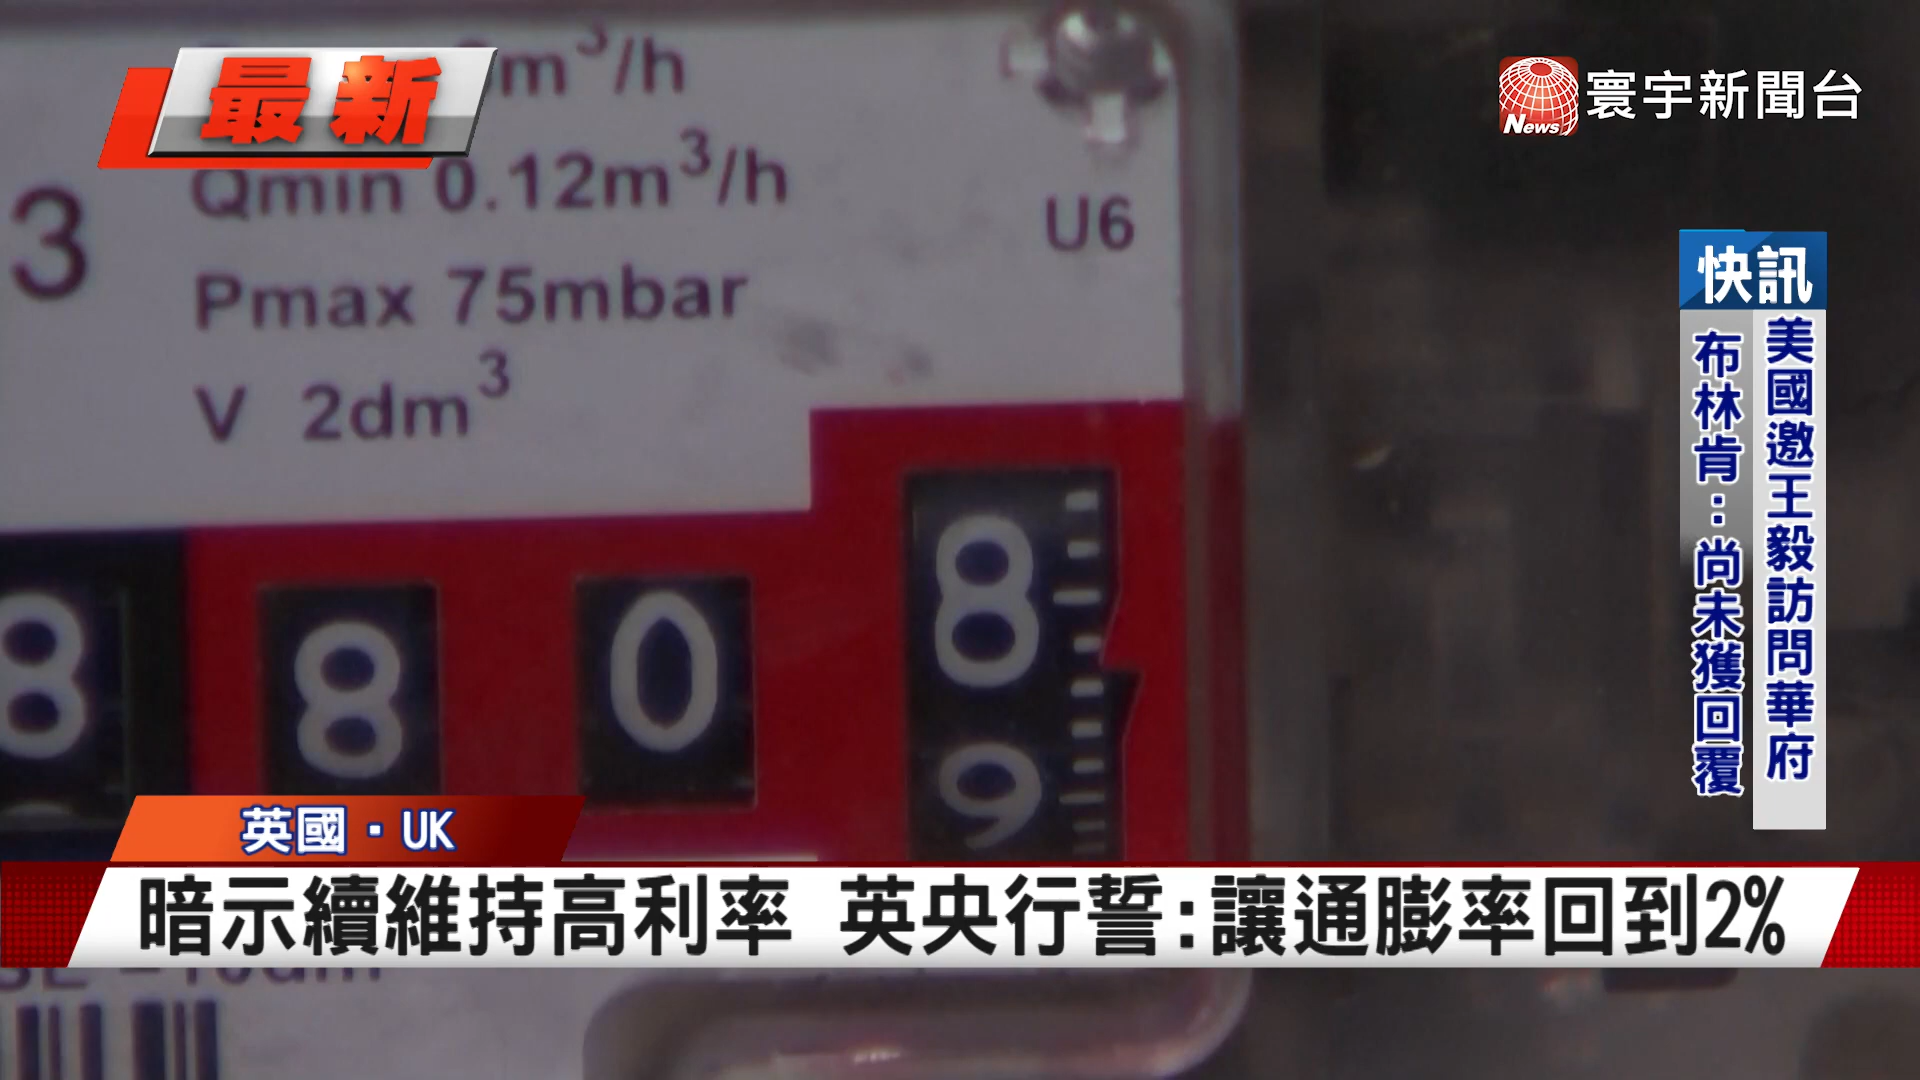 最新
m³/h
Qmin 0.12m³/h
3
U6
Pmax 75mbar
V 2dm³
8 8 0 8
9
News 寰宇新聞台
快訊
美國邀王毅訪問華府
布林肯：尚未獲回覆
英國·UK
暗示續維持高利率 英央行誓:讓通膨率回到2%